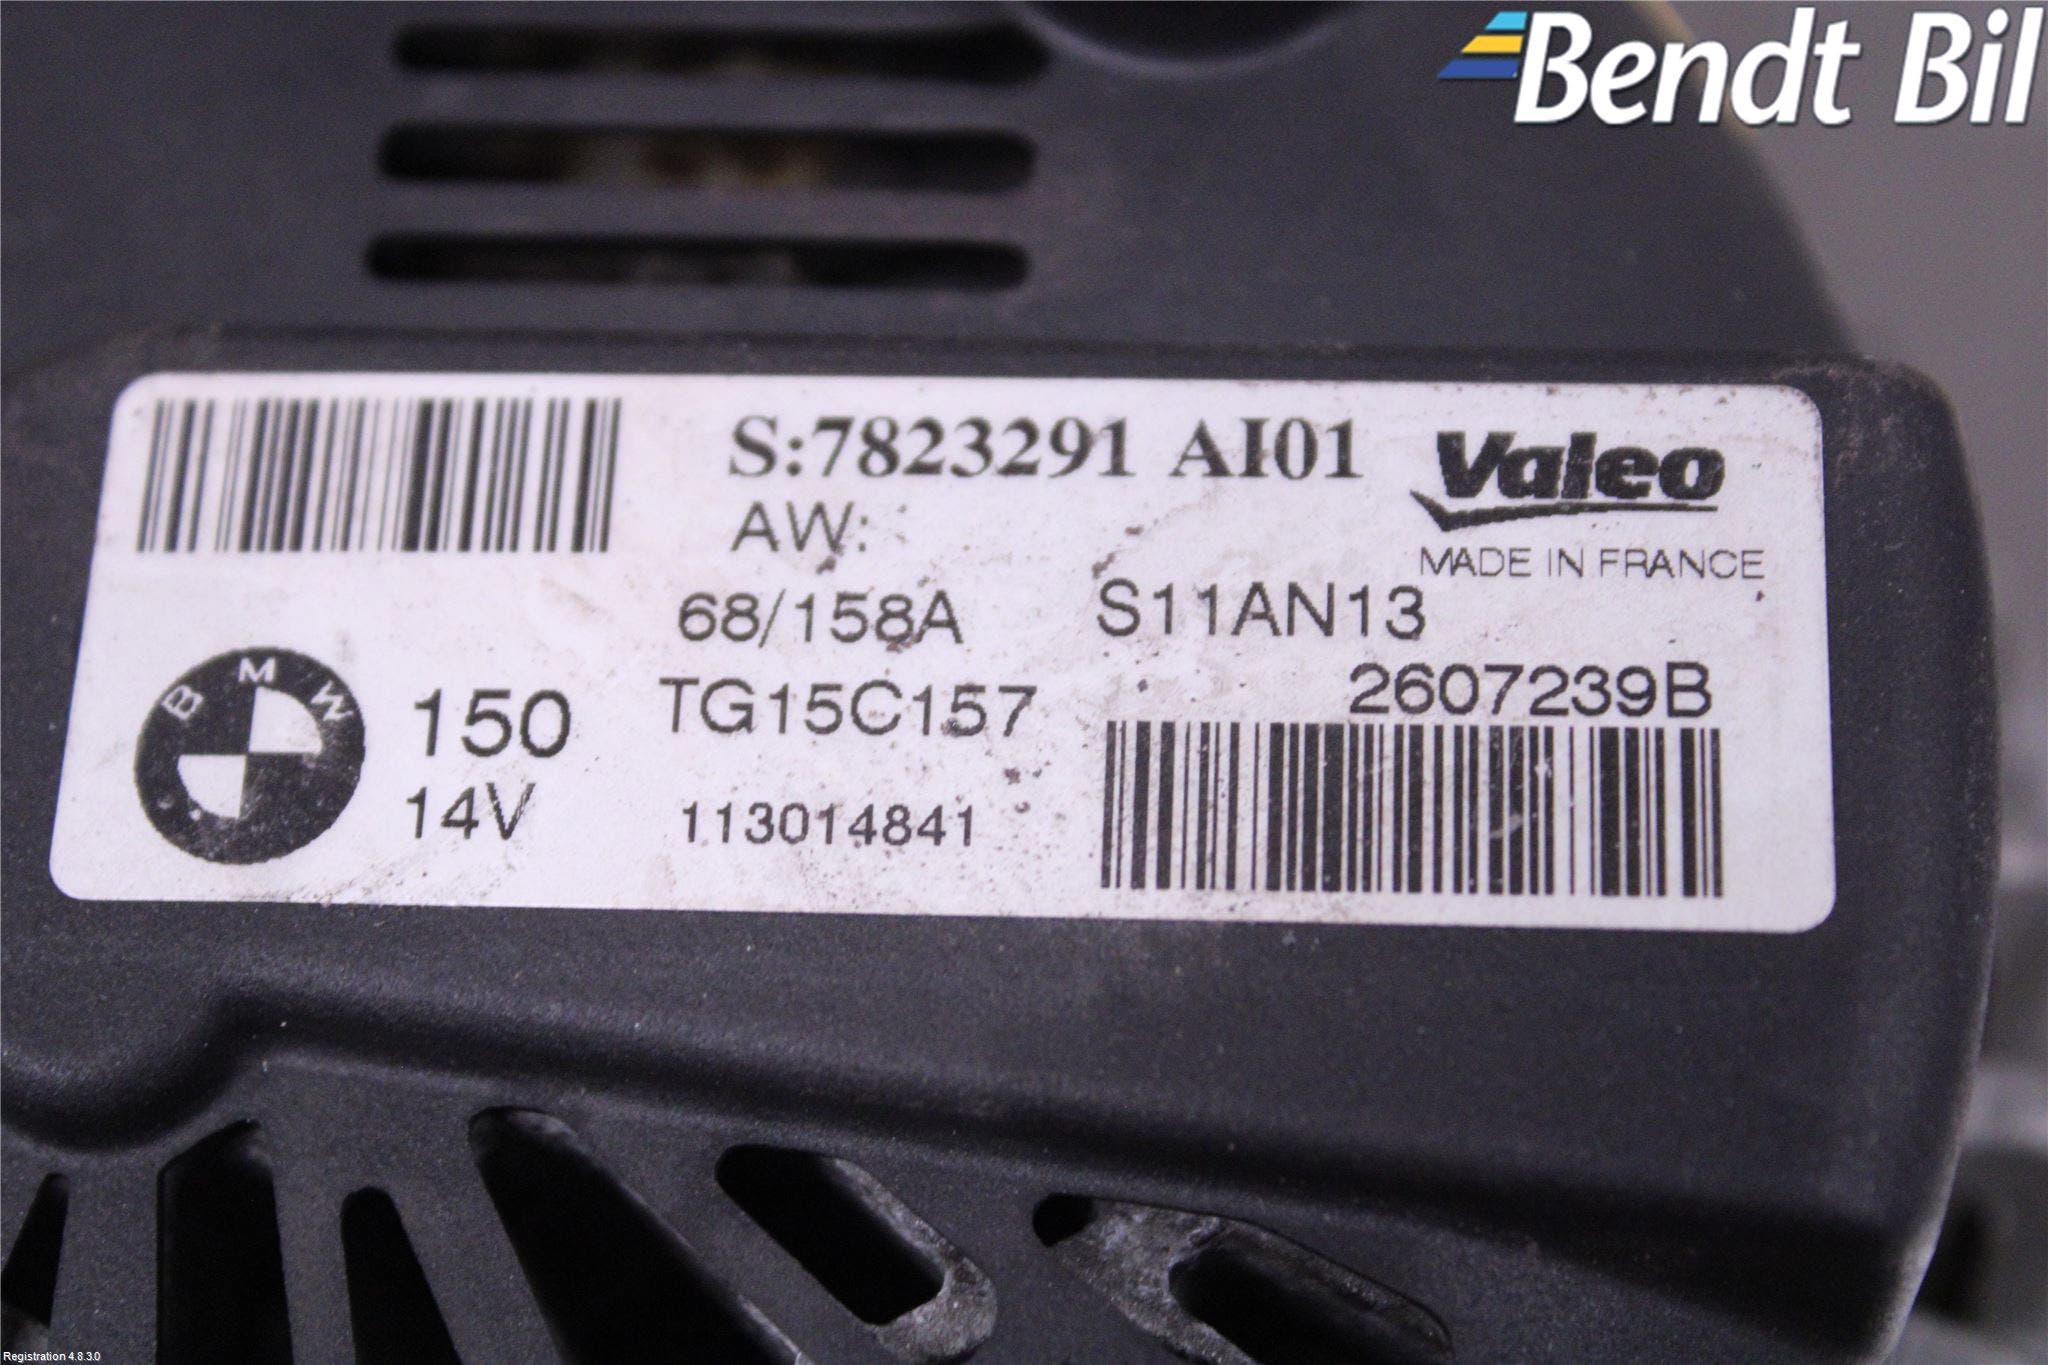 Bendt Bil
S:7823291 AI01
Valeo
AW:
MADE IN FRANCE
68/158A S11AN13
BMW
150
TG15C157
2607239B
14V
113014841
Registration 4.8.3.0